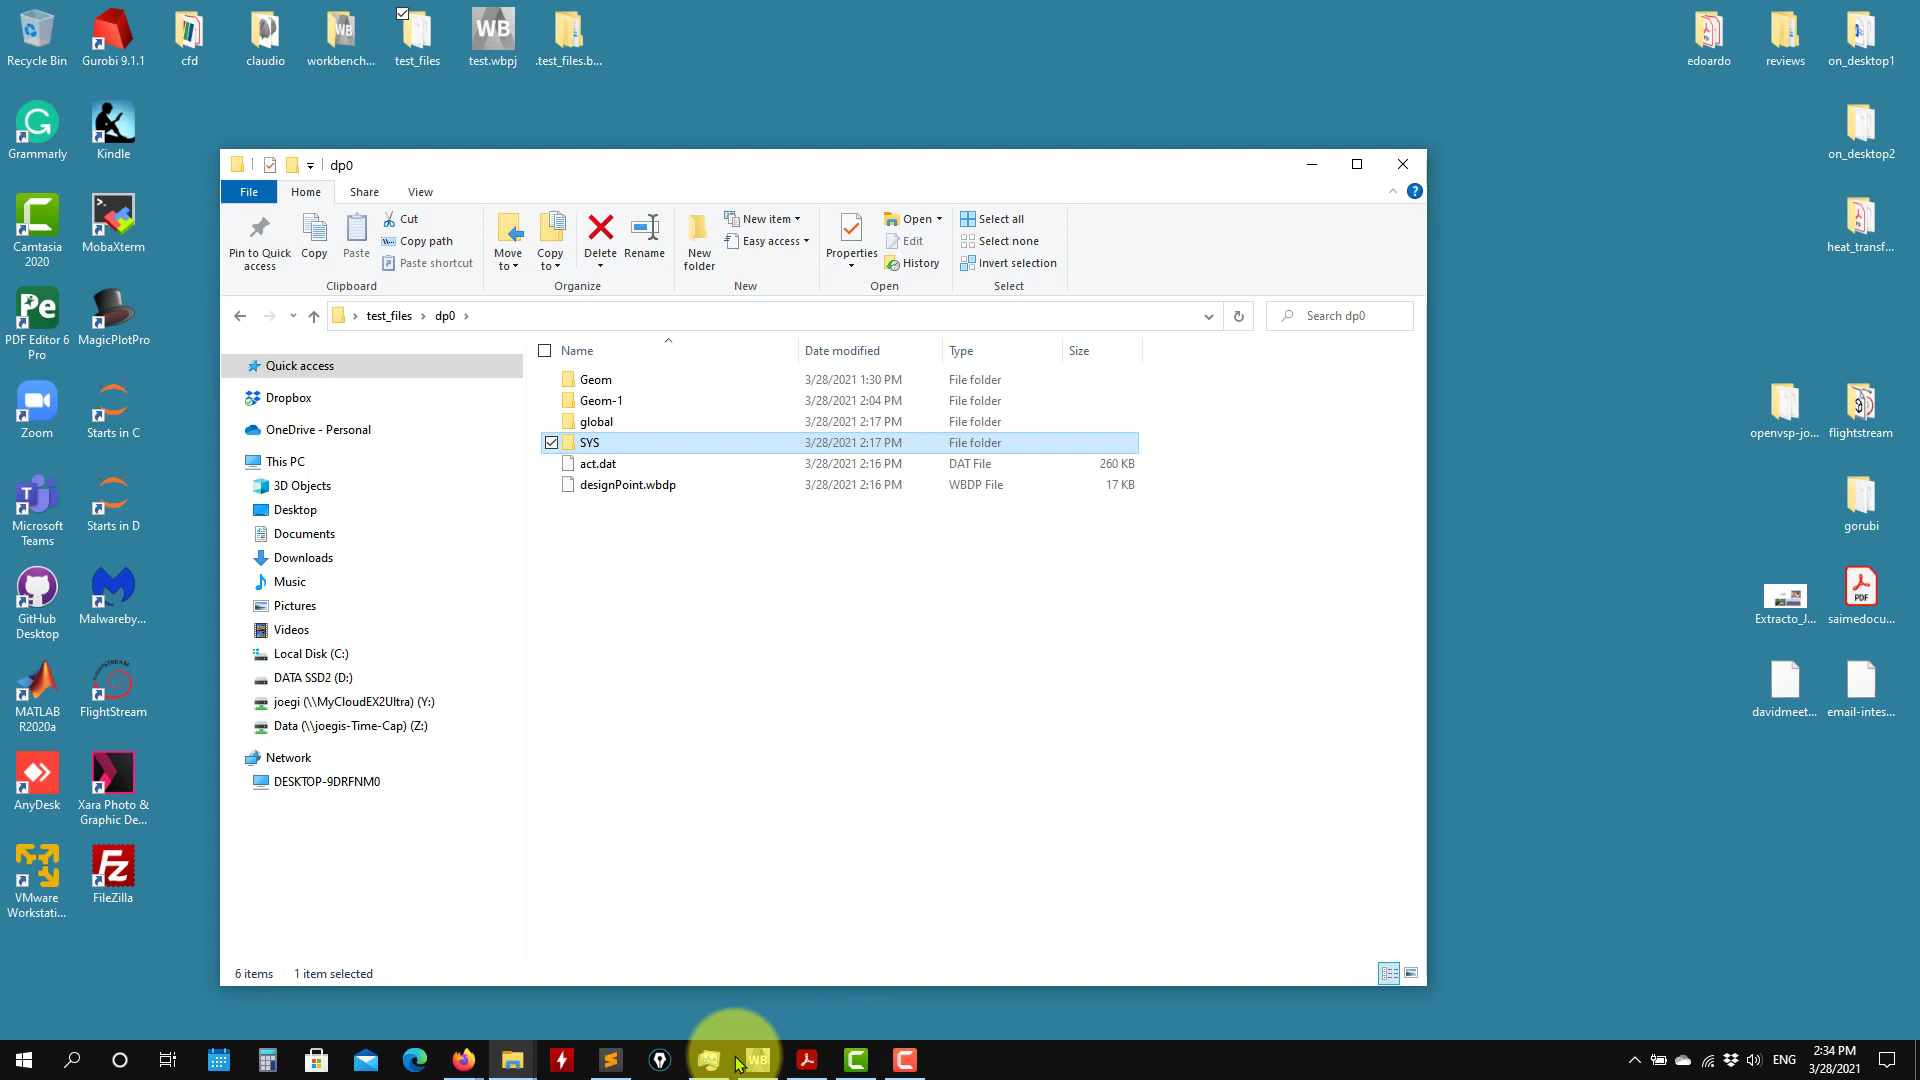 Recycle Bin
Gurobi 9.1.1
cfd
claudio
workbench...
test_files
WB
test.wbpj
.test_files.b...
edoardo
reviews
on_desktop1
Grammarly
Kindle
on_desktop2
Camtasia
2020
MobaXterm
heat_transf...
PDF Editor 6
Pro
MagicPlotPro
Zoom
Starts in C
openvsp-jo...
flightstream
Microsoft
Teams
Starts in D
gorubi
GitHub
Desktop
Malwareby...
Extracto_J...
PDF
saimedocu...
MATLAB
R2020a
FlightStream
davidmeet...
email-intes...
AnyDesk
Xara Photo &
Graphic De...
VMware
Workstati...
FileZilla
dp0
File
Home
Share
View
Pin to Quick
access
Copy
Paste
Cut
Copy path
Paste shortcut
Clipboard
Move
to
Copy
to
Delete
Rename
Organize
New
folder
New item
Easy access
New
Properties
Open
Edit
History
Open
Select all
Select none
Invert selection
Select
test_files
dp0
Search dp0
Name
Date modified
Type
Size
Geom 3/28/2021 1:30 PM File folder
Geom-1 3/28/2021 2:04 PM File folder
global 3/28/2021 2:17 PM File folder
SYS 3/28/2021 2:17 PM File folder
act.dat 3/28/2021 2:16 PM DAT File 260 KB
designPoint.wbdp 3/28/2021 2:16 PM WBDP File 17 KB
Quick access
Dropbox
OneDrive - Personal
This PC
3D Objects
Desktop
Documents
Downloads
Music
Pictures
Videos
Local Disk (C:)
DATA SSD2 (D:)
joegi (\\MyCloudEX2Ultra) (Y:)
Data (\\joegis-Time-Cap) (Z:)
Network
DESKTOP-9DRFNM0
6 items
1 item selected
WB
ENG
2:34 PM
3/28/2021